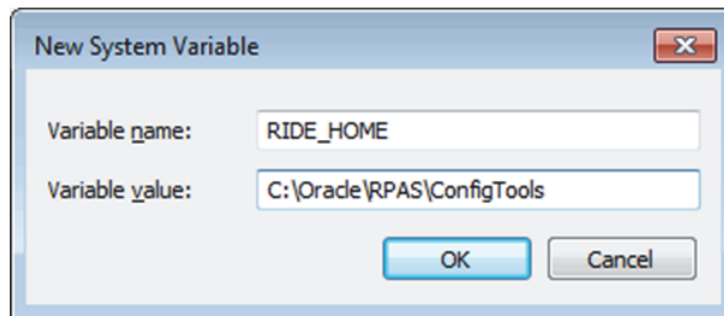 New System Variable
Variable name: RIDE_HOME
Variable value: C:\Oracle\RPAS\ConfigTools
OK Cancel